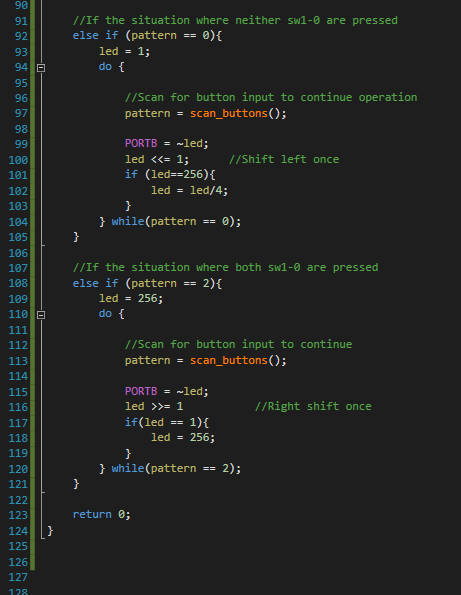 90
91 //If the situation where neither sw1-0 are pressed
92 else if (pattern == 0){
93 led = 1;
94 do {
95
96 //Scan for button input to continue operation
97 pattern = scan_buttons();
98
99 PORTB = ~led;
100 led <<= 1; //Shift left once
101 if (led==256){
102 led = led/4;
103 }
104 } while(pattern == 0);
105 }
106
107 //If the situation where both sw1-0 are pressed
108 else if (pattern == 2){
109 led = 256;
110 do {
111
112 //Scan for button input to continue
113 pattern = scan_buttons();
114
115 PORTB = ~led;
116 led >>= 1 //Right shift once
117 if(led == 1){
118 led = 256;
119 }
120 } while(pattern == 2);
121 }
122
123 return 0;
124 }
125
126
127
128